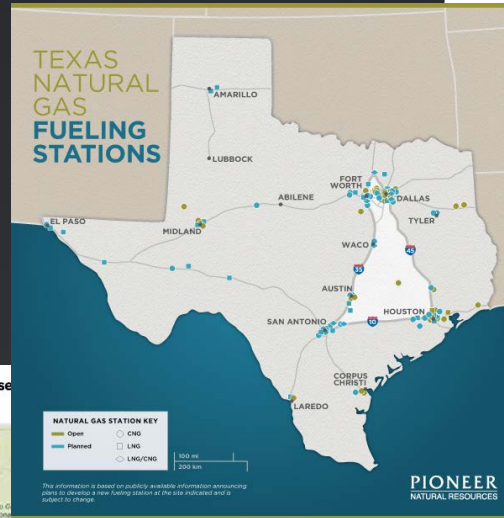 TEXAS
NATURAL
GAS
FUELING
STATIONS
AMARILLO
LUBBOCK
FORT
WORTH
DALLAS
ABILENE
TYLER
EL PASO
MIDLAND
WACO
45
35
AUSTIN
HOUSTON
SAN ANTONIO
10
CORPUS
CHRISTI
LAREDO
se
NATURAL GAS STATION KEY
Open
CNG
Planned
LNG
LNG/CNG
100 mi
200 km
This information is based on publicly available information announcing
plans to develop a new fueling station at the site indicated and is
subject to change.
PIONEER
NATURAL RESOURCES